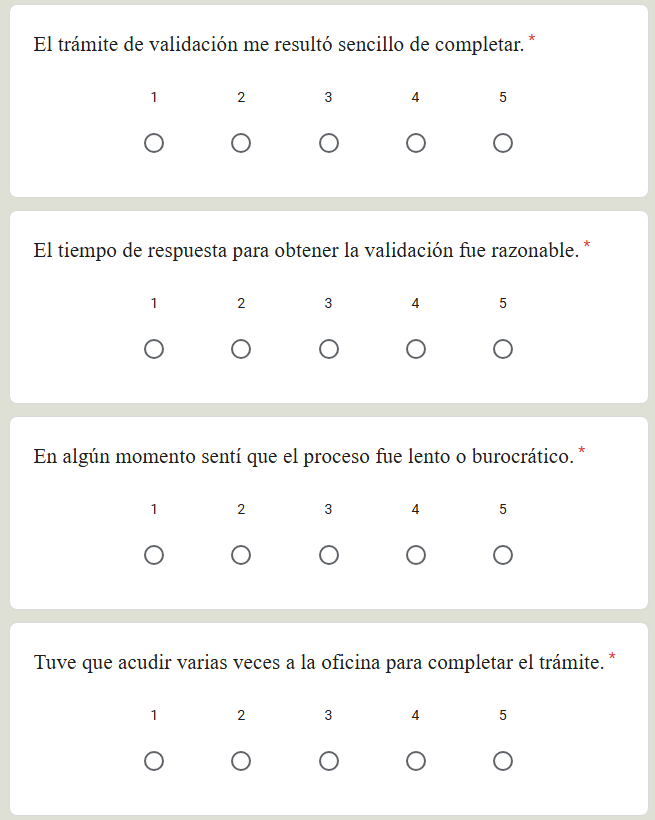 El trámite de validación me resultó sencillo de completar. *
1 2 3 4 5
El tiempo de respuesta para obtener la validación fue razonable. *
1 2 3 4 5
En algún momento sentí que el proceso fue lento o burocrático. *
1 2 3 4 5
Tuve que acudir varias veces a la oficina para completar el trámite. *
1 2 3 4 5